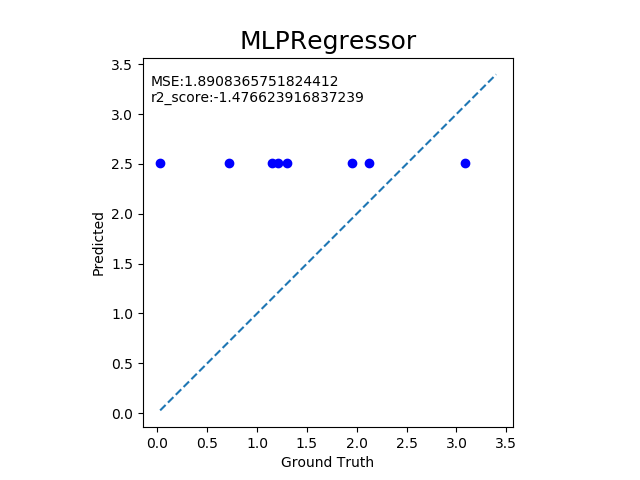 MLPRegressor
MSE:1.8908365751824412
r2_score:-1.476623916837239
3.5
3.0
2.5
2.0
1.5
1.0
0.5
0.0
Predicted
0.0 0.5 1.0 1.5 2.0 2.5 3.0 3.5
Ground Truth